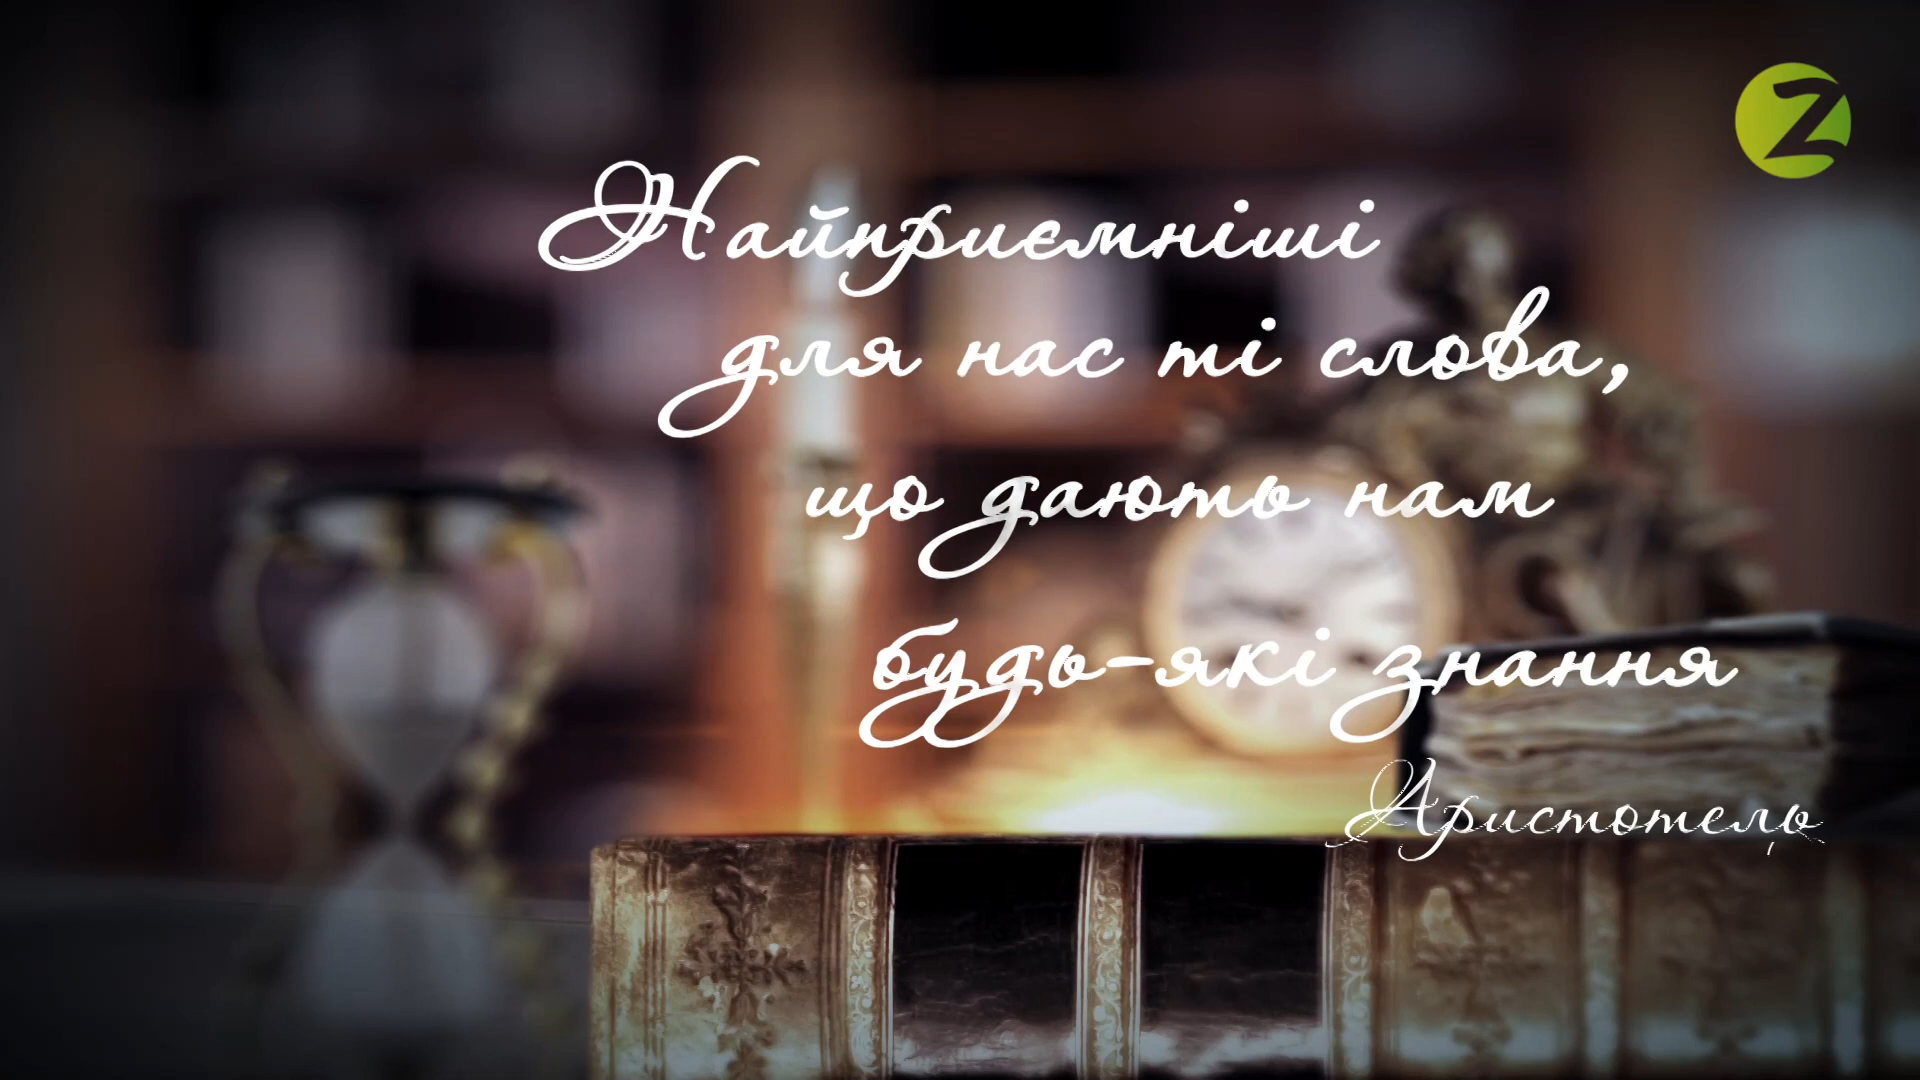 Найприємніші
для нас ті слова,
що дають нам
будь-які знання
Аристотель